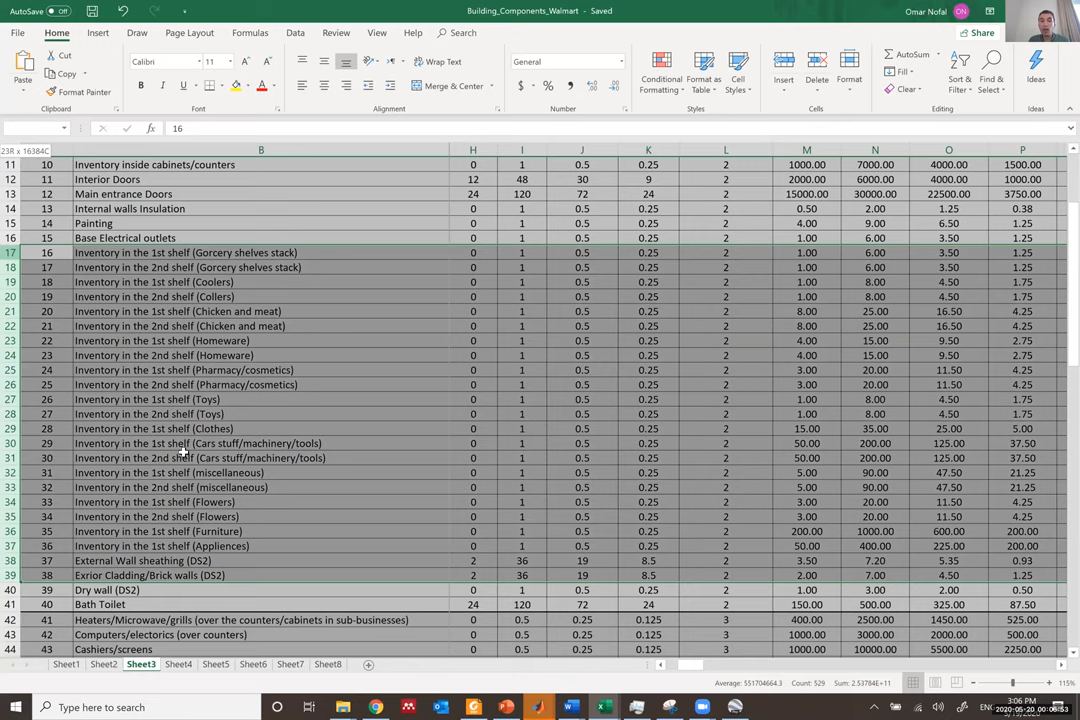 AutoSave Off Building_Components_Walmart - Saved Omar Nofal ON
File Home Insert Draw Page Layout Formulas Data Review View Help Search Share
Paste Cut Copy Format Painter Clipboard
Calibri 11 B I U A Font
Wrap Text Merge & Center Alignment
General $ % , Number
Conditional Formatting Format as Table Cell Styles Styles
Insert Delete Format Cells
AutoSum Fill Clear Sort & Filter Find & Select Editing
Ideas
fx 16
23R x 16384C B H I J K L M N O P
11 10 Inventory inside cabinets/counters 0 1 0.5 0.25 2 1000.00 7000.00 4000.00 1500.00
12 11 Interior Doors 12 48 30 9 2 2000.00 6000.00 4000.00 1000.00
13 12 Main entrance Doors 24 120 72 24 2 15000.00 30000.00 22500.00 3750.00
14 13 Internal walls Insulation 0 1 0.5 0.25 2 0.50 2.00 1.25 0.38
15 14 Painting 0 1 0.5 0.25 2 4.00 9.00 6.50 1.25
16 15 Base Electrical outlets 0 1 0.5 0.25 2 1.00 6.00 3.50 1.25
17 16 Inventory in the 1st shelf (Gorcery shelves stack) 0 1 0.5 0.25 2 1.00 6.00 3.50 1.25
18 17 Inventory in the 2nd shelf (Gorcery shelves stack) 0 1 0.5 0.25 2 1.00 6.00 3.50 1.25
19 18 Inventory in the 1st shelf (Coolers) 0 1 0.5 0.25 2 1.00 8.00 4.50 1.75
20 19 Inventory in the 2nd shelf (Collers) 0 1 0.5 0.25 2 1.00 8.00 4.50 1.75
21 20 Inventory in the 1st shelf (Chicken and meat) 0 1 0.5 0.25 2 8.00 25.00 16.50 4.25
22 21 Inventory in the 2nd shelf (Chicken and meat) 0 1 0.5 0.25 2 8.00 25.00 16.50 4.25
23 22 Inventory in the 1st shelf (Homeware) 0 1 0.5 0.25 2 4.00 15.00 9.50 2.75
24 23 Inventory in the 2nd shelf (Homeware) 0 1 0.5 0.25 2 4.00 15.00 9.50 2.75
25 24 Inventory in the 1st shelf (Pharmacy/cosmetics) 0 1 0.5 0.25 2 3.00 20.00 11.50 4.25
26 25 Inventory in the 2nd shelf (Pharmacy/cosmetics) 0 1 0.5 0.25 2 3.00 20.00 11.50 4.25
27 26 Inventory in the 1st shelf (Toys) 0 1 0.5 0.25 2 1.00 8.00 4.50 1.75
28 27 Inventory in the 2nd shelf (Toys) 0 1 0.5 0.25 2 1.00 8.00 4.50 1.75
29 28 Inventory in the 1st shelf (Clothes) 0 1 0.5 0.25 2 15.00 35.00 25.00 5.00
30 29 Inventory in the 1st shelf (Cars stuff/machinery/tools) 0 1 0.5 0.25 2 50.00 200.00 125.00 37.50
31 30 Inventory in the 2nd shelf (Cars stuff/machinery/tools) 0 1 0.5 0.25 2 50.00 200.00 125.00 37.50
32 31 Inventory in the 1st shelf (miscellaneous) 0 1 0.5 0.25 2 5.00 90.00 47.50 21.25
33 32 Inventory in the 2nd shelf (miscellaneous) 0 1 0.5 0.25 2 5.00 90.00 47.50 21.25
34 33 Inventory in the 1st shelf (Flowers) 0 1 0.5 0.25 2 3.00 20.00 11.50 4.25
35 34 Inventory in the 2nd shelf (Flowers) 0 1 0.5 0.25 2 3.00 20.00 11.50 4.25
36 35 Inventory in the 1st shelf (Furniture) 0 1 0.5 0.25 2 200.00 1000.00 600.00 200.00
37 36 Inventory in the 1st shelf (Appliances) 0 1 0.5 0.25 2 50.00 400.00 225.00 200.00
38 37 External Wall sheathing (DS2) 2 36 19 8.5 2 3.50 7.20 5.35 0.93
39 38 Exrior Cladding/Brick walls (DS2) 2 36 19 8.5 2 2.00 7.00 4.50 1.25
40 39 Dry wall (DS2) 0 1 0.5 0.25 2 1.00 3.00 2.00 0.50
41 40 Bath Toilet 24 120 72 24 2 150.00 500.00 325.00 87.50
42 41 Heaters/Microwave/grills (over the counters/cabinets in sub-businesses) 0 0.5 0.25 0.125 3 400.00 2500.00 1450.00 525.00
43 42 Computers/electorics (over counters) 0 0.5 0.25 0.125 3 1000.00 3000.00 2000.00 500.00
44 43 Cashiers/screens 0 0.5 0.25 0.125 3 1000.00 10000.00 5500.00 2250.00
Sheet1 Sheet2 Sheet3 Sheet4 Sheet5 Sheet6 Sheet7 Sheet8
Average: 551704664.3 Count: 529 Sum: 2.53784E+11 115%
Type here to search ENG 3:06 PM
2020-05-20 00:06:53